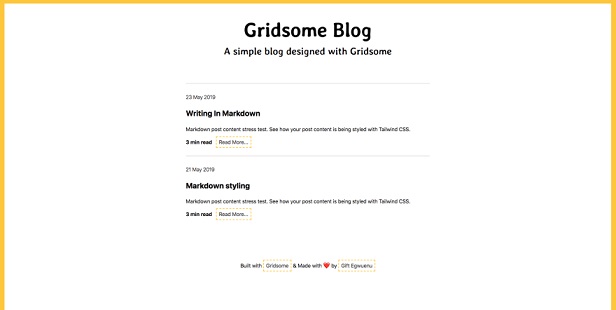 Gridsome Blog
A simple blog designed with Gridsome
23 May 2019
Writing In Markdown
Markdown post content stress test. See how your post content is being styled with Tailwind CSS.
3 min read Read More...
21 May 2019
Markdown styling
Markdown post content stress test. See how your post content is being styled with Tailwind CSS.
3 min read Read More...
Built with Gridsome & Made with ❤️ by Gift Egwuenu